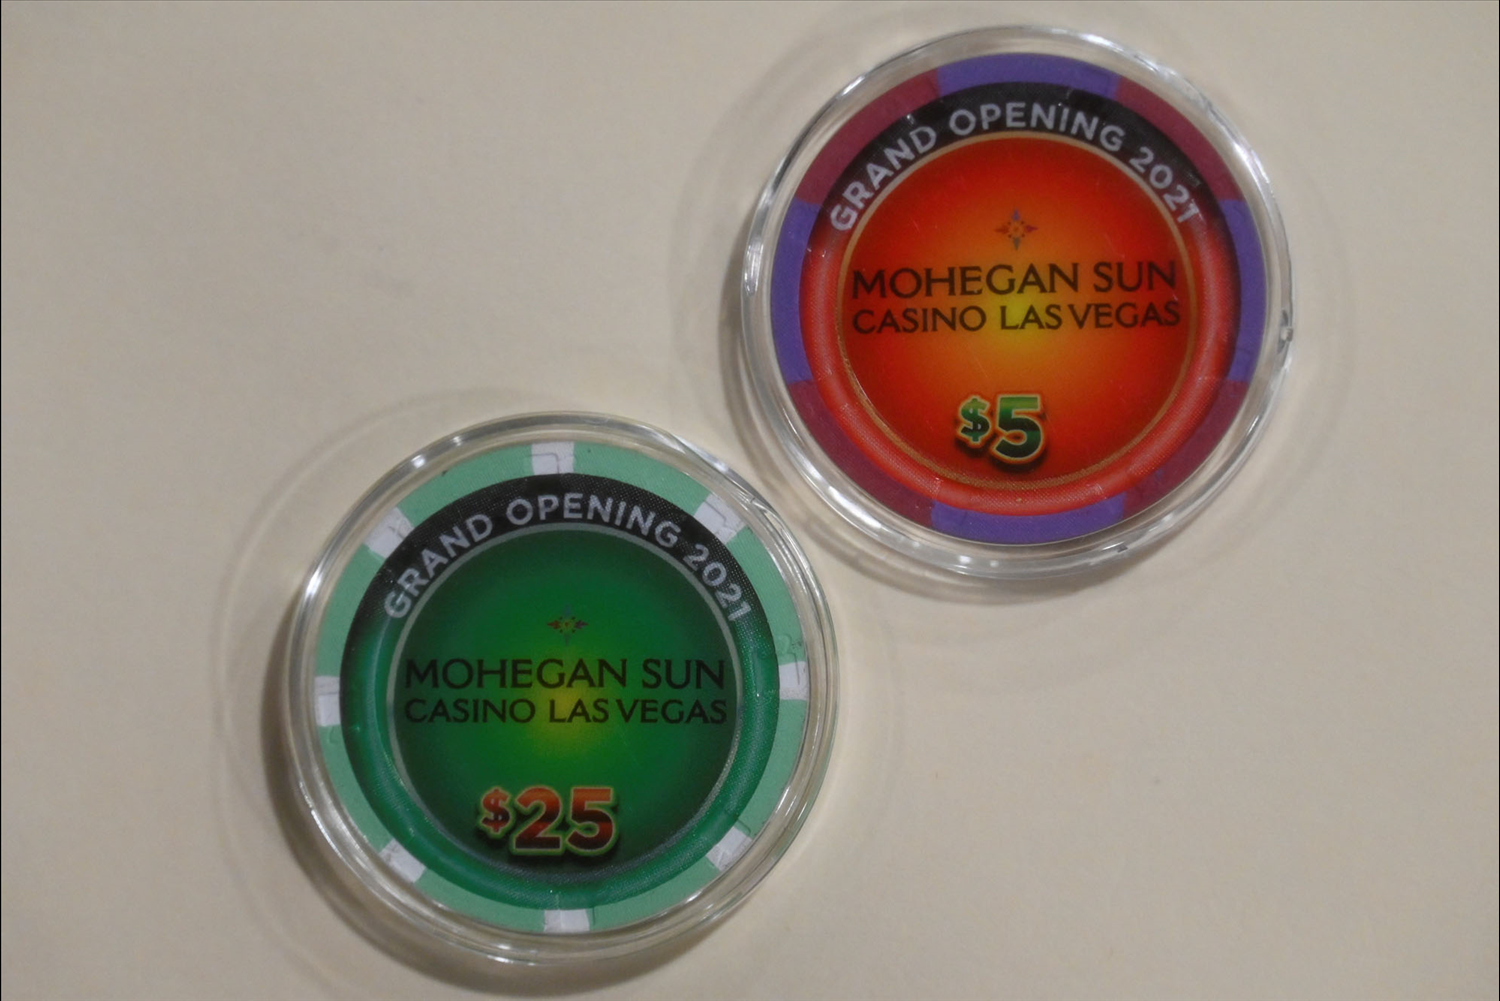 GRAND OPENING 2021
MOHEGAN SUN
CASINO LAS VEGAS
$5
GRAND OPENING 2021
MOHEGAN SUN
CASINO LAS VEGAS
$25